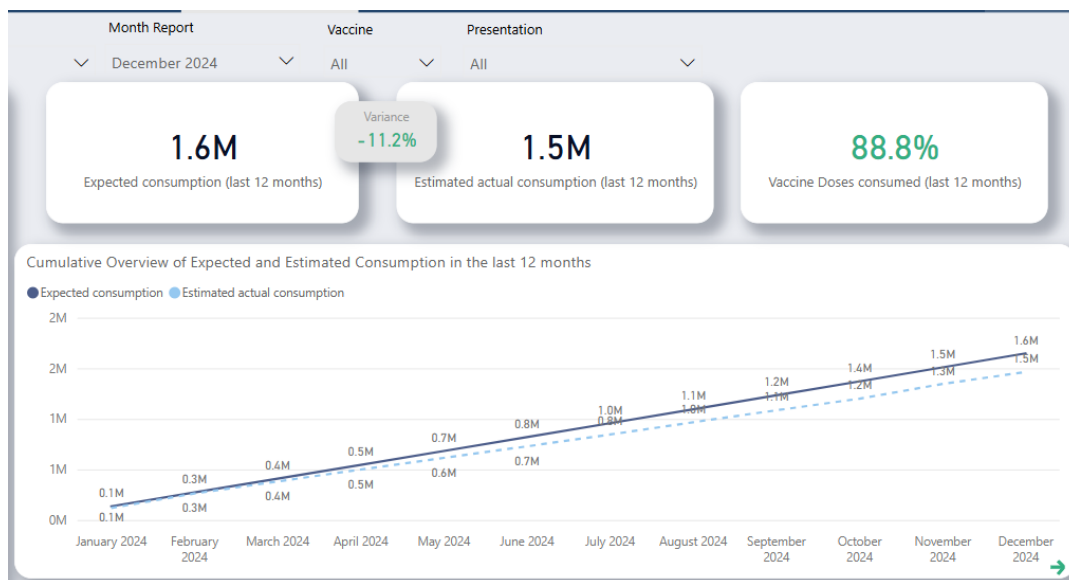 Month Report
Vaccine
Presentation
December 2024
All
All
1.6M
Expected consumption (last 12 months)
Variance
-11.2%
1.5M
Estimated actual consumption (last 12 months)
88.8%
Vaccine Doses consumed (last 12 months)
Cumulative Overview of Expected and Estimated Consumption in the last 12 months
Expected consumption
Estimated actual consumption
2M
2M
1M
1M
0M
0.1M
0.3M
0.4M
0.5M
0.7M
0.8M
1.0M
1.1M
1.2M
1.4M
1.5M
1.6M
0.1M
0.3M
0.4M
0.5M
0.6M
0.7M
0.8M
1.0M
1.1M
1.2M
1.3M
1.5M
January 2024
February
2024
March 2024
April 2024
May 2024
June 2024
July 2024
August 2024
September
2024
October
2024
November
2024
December
2024